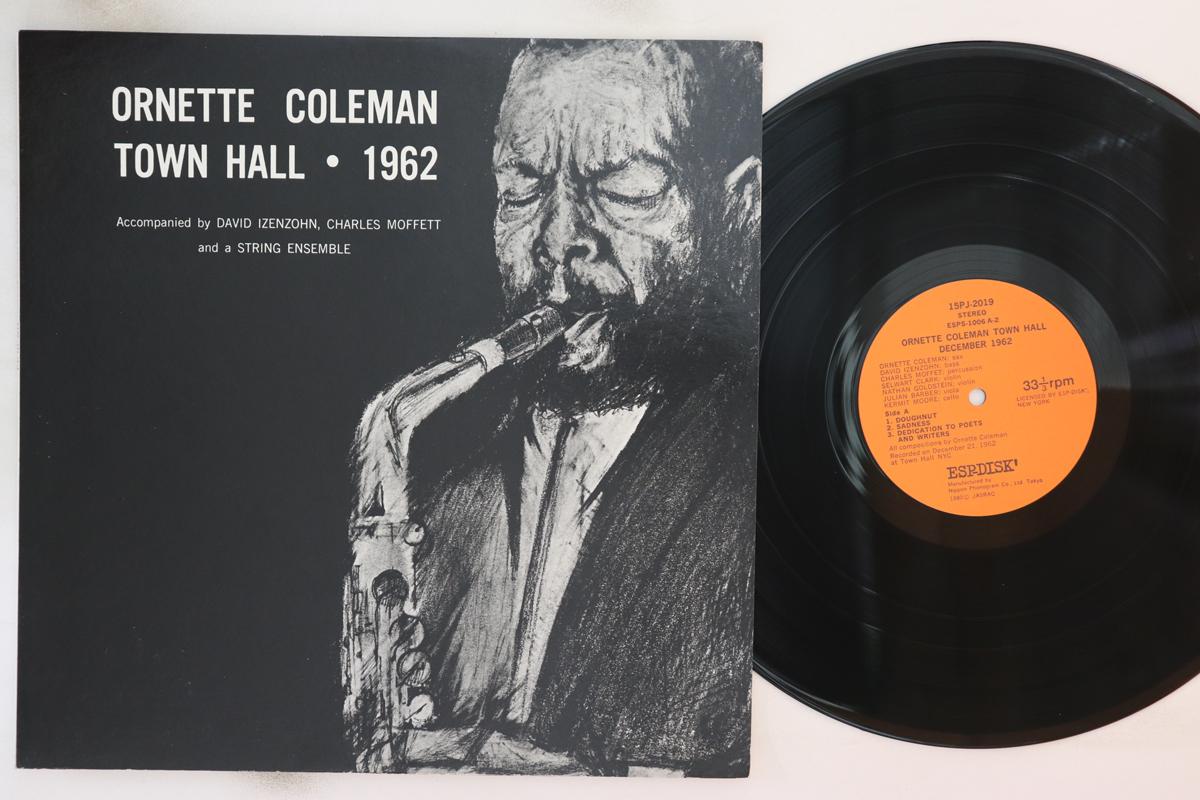 ORNETTE COLEMAN
TOWN HALL • 1962
Accompanied by DAVID IZENZOHN, CHARLES MOFFETT
and a STRING ENSEMBLE
15PJ-2019
STEREO
ESPS-1006 A-2
ORNETTE COLEMAN TOWN HALL
DECEMBER 1962
ORNETTE COLEMAN: sax
DAVID IZENZOHN: bass
CHARLES MOFFET: percussion
SELWART CLARK: violin
NATHAN GOLDSTEIN: violin
JULIAN BARBER: viola
KERMIT MOORE: cello
33⅓rpm
LICENSED BY ESP-DISK',
NEW YORK
Side A
1. DOUGHNUT
2. SADNESS
3. DEDICATION TO POETS
AND WRITERS
All compositions by Ornette Coleman
Recorded on December 21, 1962
at Town Hall NYC
ESP-DISK'
Manufactured by
Nippon Phonogram Co., Ltd. Tokyo
JASRAC